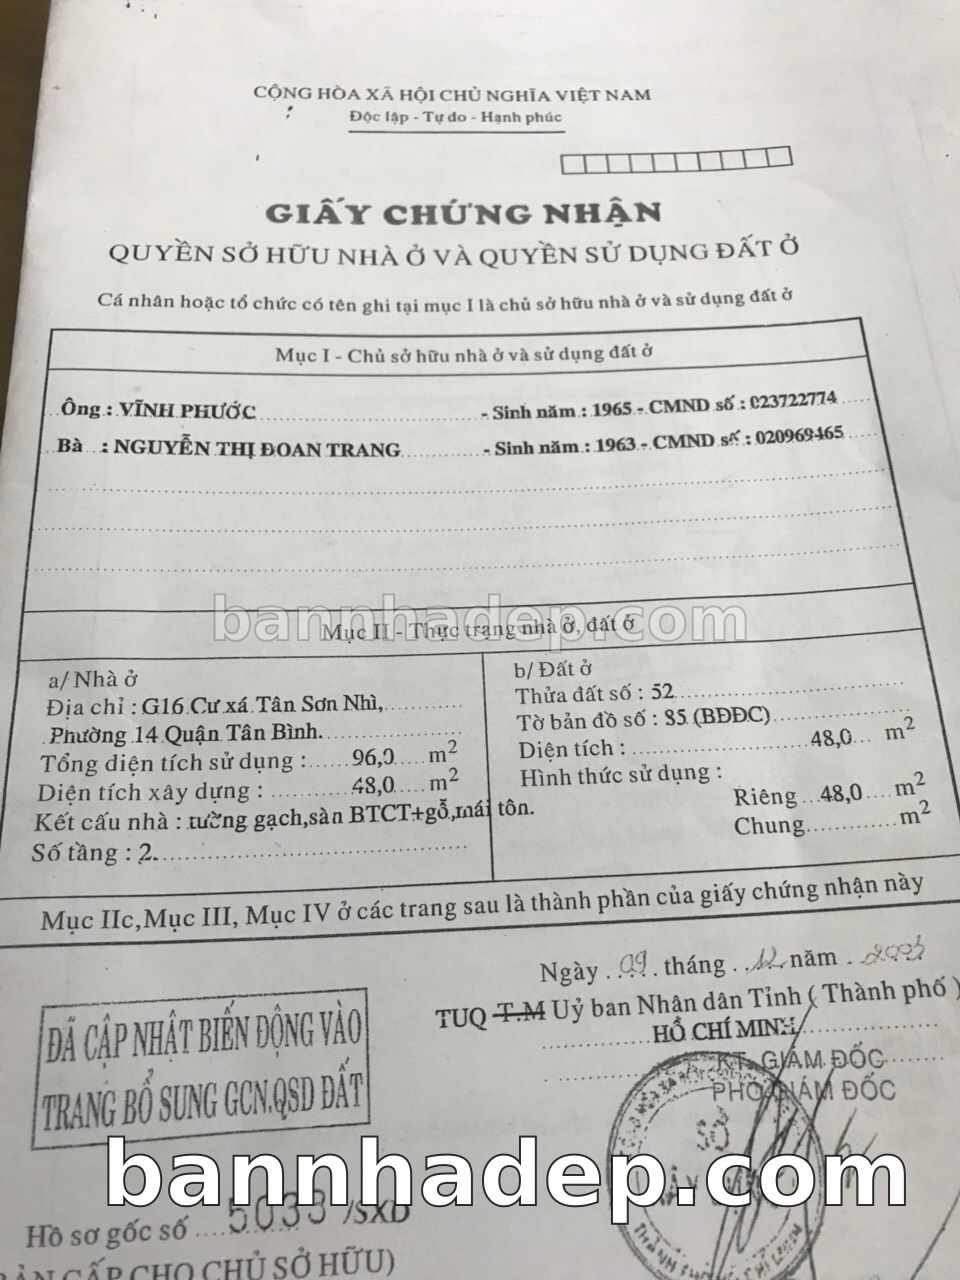 CỘNG HÒA XÃ HỘI CHỦ NGHĨA VIỆT NAM
Độc lập - Tự do - Hạnh phúc
GIẤY CHỨNG NHẬN
QUYỀN SỞ HỮU NHÀ Ở VÀ QUYỀN SỬ DỤNG ĐẤT Ở
Cá nhân hoặc tổ chức có tên ghi tại mục I là chủ sở hữu nhà ở và sử dụng đất ở
Mục I - Chủ sở hữu nhà ở và sử dụng đất ở
Ông : VĨNH PHƯỚC - Sinh năm : 1965 - CMND số : 023722774
Bà : NGUYỄN THỊ ĐOAN TRANG - Sinh năm : 1963 - CMND số : 020969465
bannhadep.com
Mục II - Thực trạng nhà ở, đất ở
a/ Nhà ở
Địa chỉ : G16 Cư xá Tân Sơn Nhì,
Phường 14 Quận Tân Bình.
Tổng diện tích sử dụng : 96,0 m²
Diện tích xây dựng : 48,0 m²
Kết cấu nhà : tường gạch,sàn BTCT+gỗ,mái tôn.
Số tầng : 2.
b/ Đất ở
Thửa đất số : 52
Tờ bản đồ số : 85 (BĐĐC)
Diện tích : 48,0 m²
Hình thức sử dụng :
Riêng 48,0 m²
Chung m²
Mục IIc,Mục III, Mục IV ở các trang sau là thành phần của giấy chứng nhận này
Ngày 09 tháng 12 năm 2003
TUQ T.M Uỷ ban Nhân dân Tỉnh ( Thành phố )
HỒ CHÍ MINH
KT. GIÁM ĐỐC
PHÓ GIÁM ĐỐC
SỞ
ĐÃ CẬP NHẬT BIẾN ĐỘNG VÀO
TRANG BỔ SUNG GCN.QSD ĐẤT
bannhadep.com
Hồ sơ gốc số 5033/SXD
BẢN CẤP CHO CHỦ SỞ HỮU)